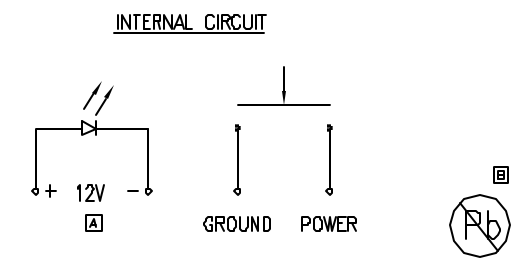 INTERNAL CIRCUIT
+ 12V -
A
GROUND POWER
B
Pb